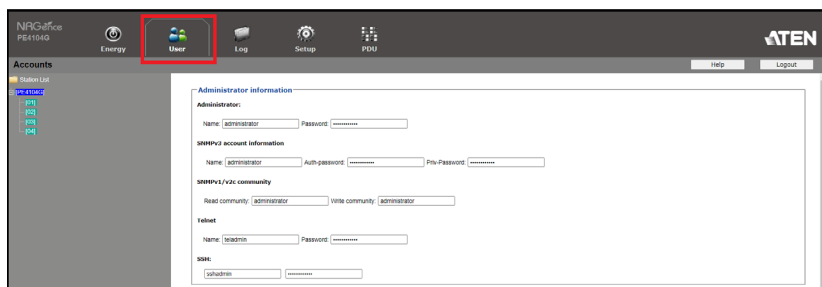 NRGence
PE4104G
Energy
User
Log
Setup
PDU
ATEN
Accounts
Help
Logout
Station List
PE4104G
[01]
[02]
[03]
[04]
Administrator information
Administrator:
Name: administrator Password: ••••••••••••
SNMPv3 account information
Name: administrator Auth-password: ••••••••••••• Priv-Password: ••••••••••••
SNMPv1/v2c community
Read community: administrator Write community: administrator
Telnet
Name: teladmin Password: ••••••••••••
SSH:
sshadmin ••••••••••••